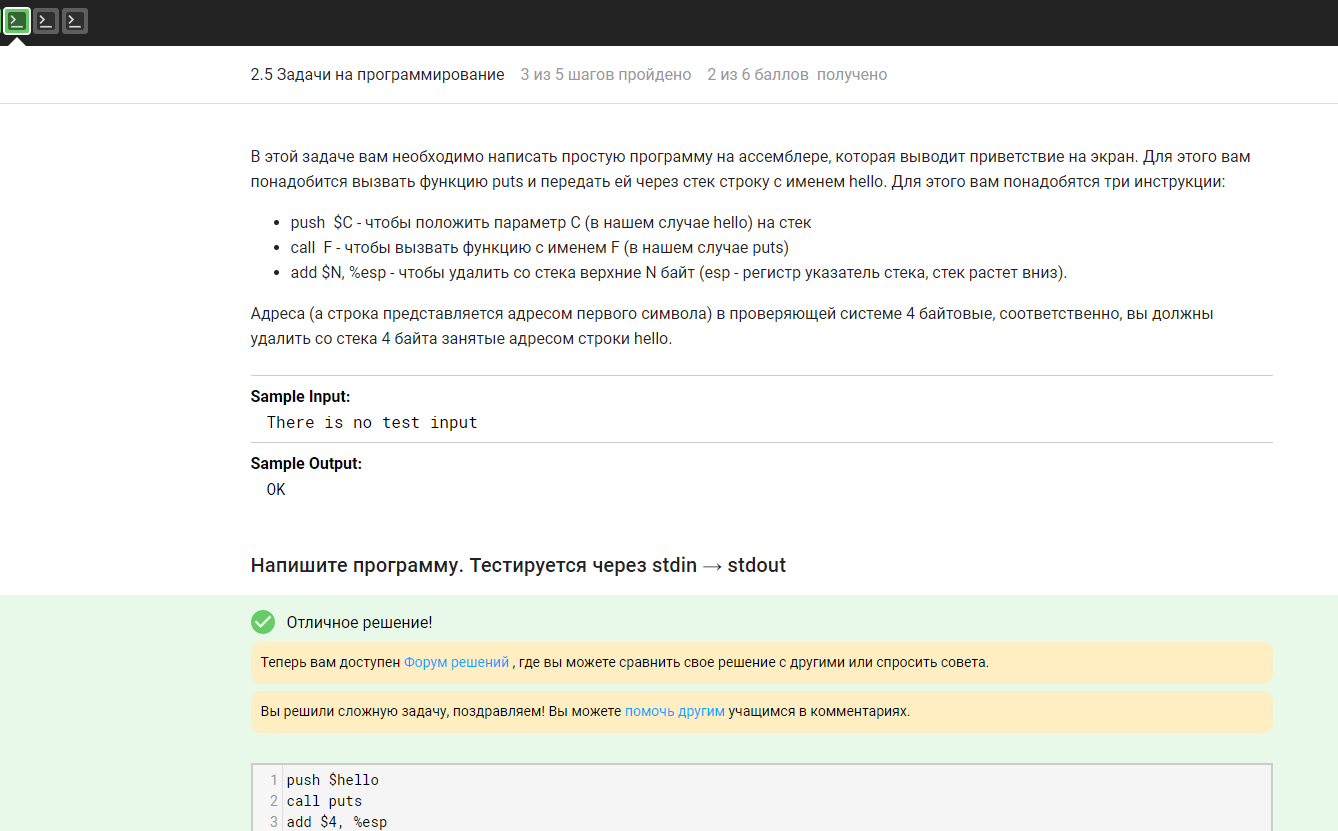 2.5 Задачи на программирование 3 из 5 шагов пройдено 2 из 6 баллов получено
В этой задаче вам необходимо написать простую программу на ассемблере, которая выводит приветствие на экран. Для этого вам
понадобится вызвать функцию puts и передать ей через стек строку с именем hello. Для этого вам понадобятся три инструкции:
• push $C - чтобы положить параметр C (в нашем случае hello) на стек
• call F - чтобы вызвать функцию с именем F (в нашем случае puts)
• add $N, %esp - чтобы удалить со стека верхние N байт (esp - регистр указатель стека, стек растет вниз).
Адреса (а строка представляется адресом первого символа) в проверяющей системе 4 байтовые, соответственно, вы должны
удалить со стека 4 байта занятые адресом строки hello.
Sample Input:
There is no test input
Sample Output:
OK
Напишите программу. Тестируется через stdin → stdout
Отличное решение!
Теперь вам доступен Форум решений , где вы можете сравнить свое решение с другими или спросить совета.
Вы решили сложную задачу, поздравляем! Вы можете помочь другим учащимся в комментариях.
1 push $hello
2 call puts
3 add $4, %esp